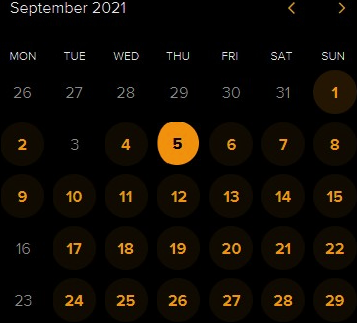 September 2021
MON TUE WED THU FRI SAT SUN
26 27 28 29 30 31 1
2 3 4 5 6 7 8
9 10 11 12 13 14 15
16 17 18 19 20 21 22
23 24 25 26 27 28 29